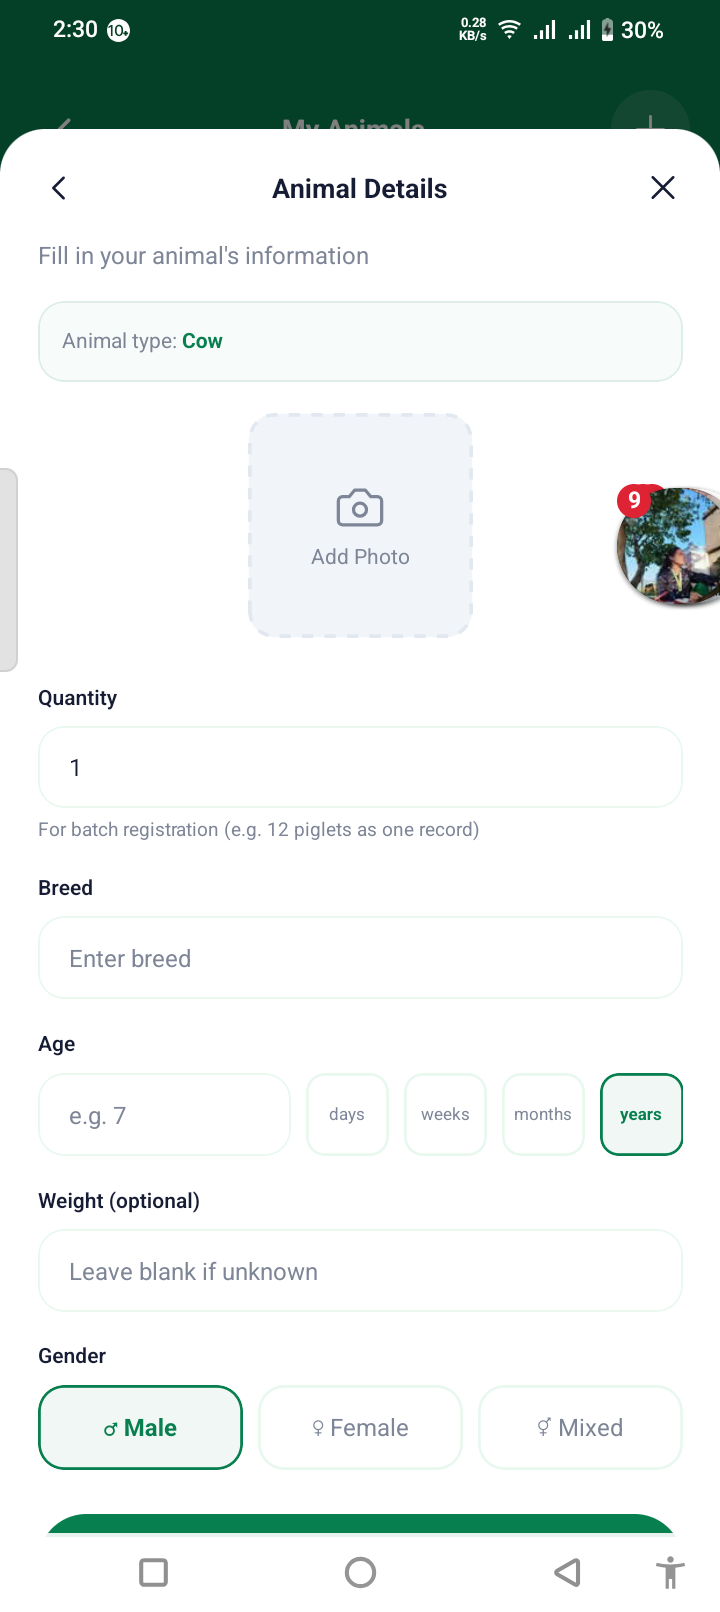 2:30
0.28
KB/s
30%
My Animals
Animal Details
Fill in your animal's information
Animal type: Cow
Add Photo
9
Quantity
1
For batch registration (e.g. 12 piglets as one record)
Breed
Enter breed
Age
e.g. 7 days weeks months years
Weight (optional)
Leave blank if unknown
Gender
♂ Male ♀ Female ⚥ Mixed